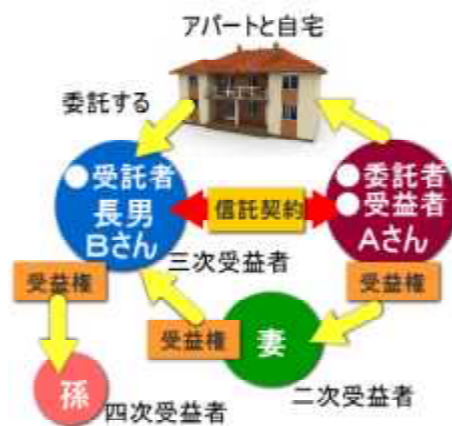 アパートと自宅
委託する
●受託者
長男
Bさん
信託契約
●委託者
●受益者
Aさん
三次受益者
受益権
受益権
受益権
妻
孫
四次受益者
二次受益者